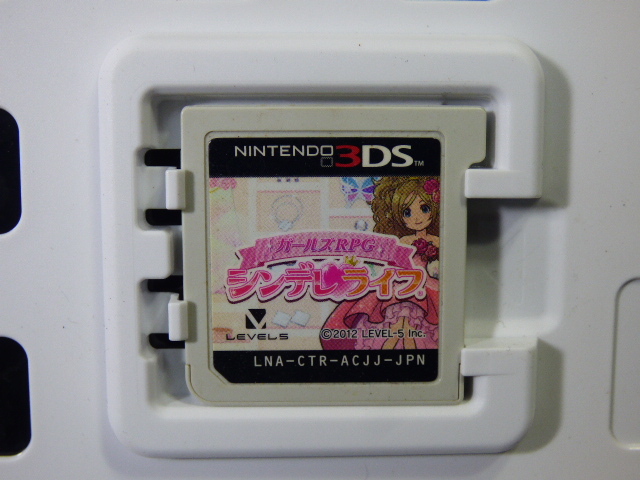 NINTENDO 3DS™
ガールズRPG
シンデレライフ
LEVEL5
©2012 LEVEL-5 Inc.
LNA-CTR-ACJJ-JPN